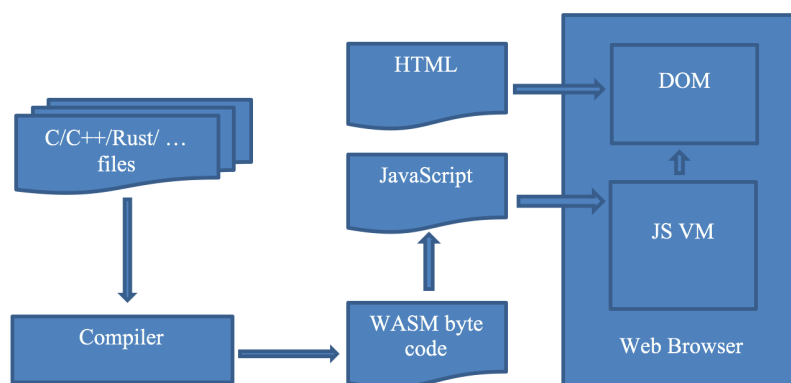 HTML
DOM
C/C++/Rust/ …
files
JavaScript
JS VM
Compiler
WASM byte
code
Web Browser